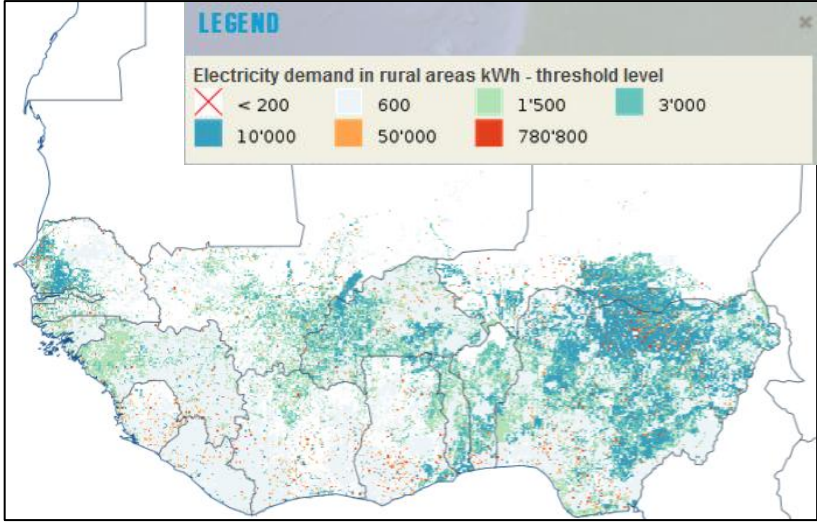 LEGEND
Electricity demand in rural areas kWh - threshold level
< 200 600 1'500 3'000
10'000 50'000 780'800